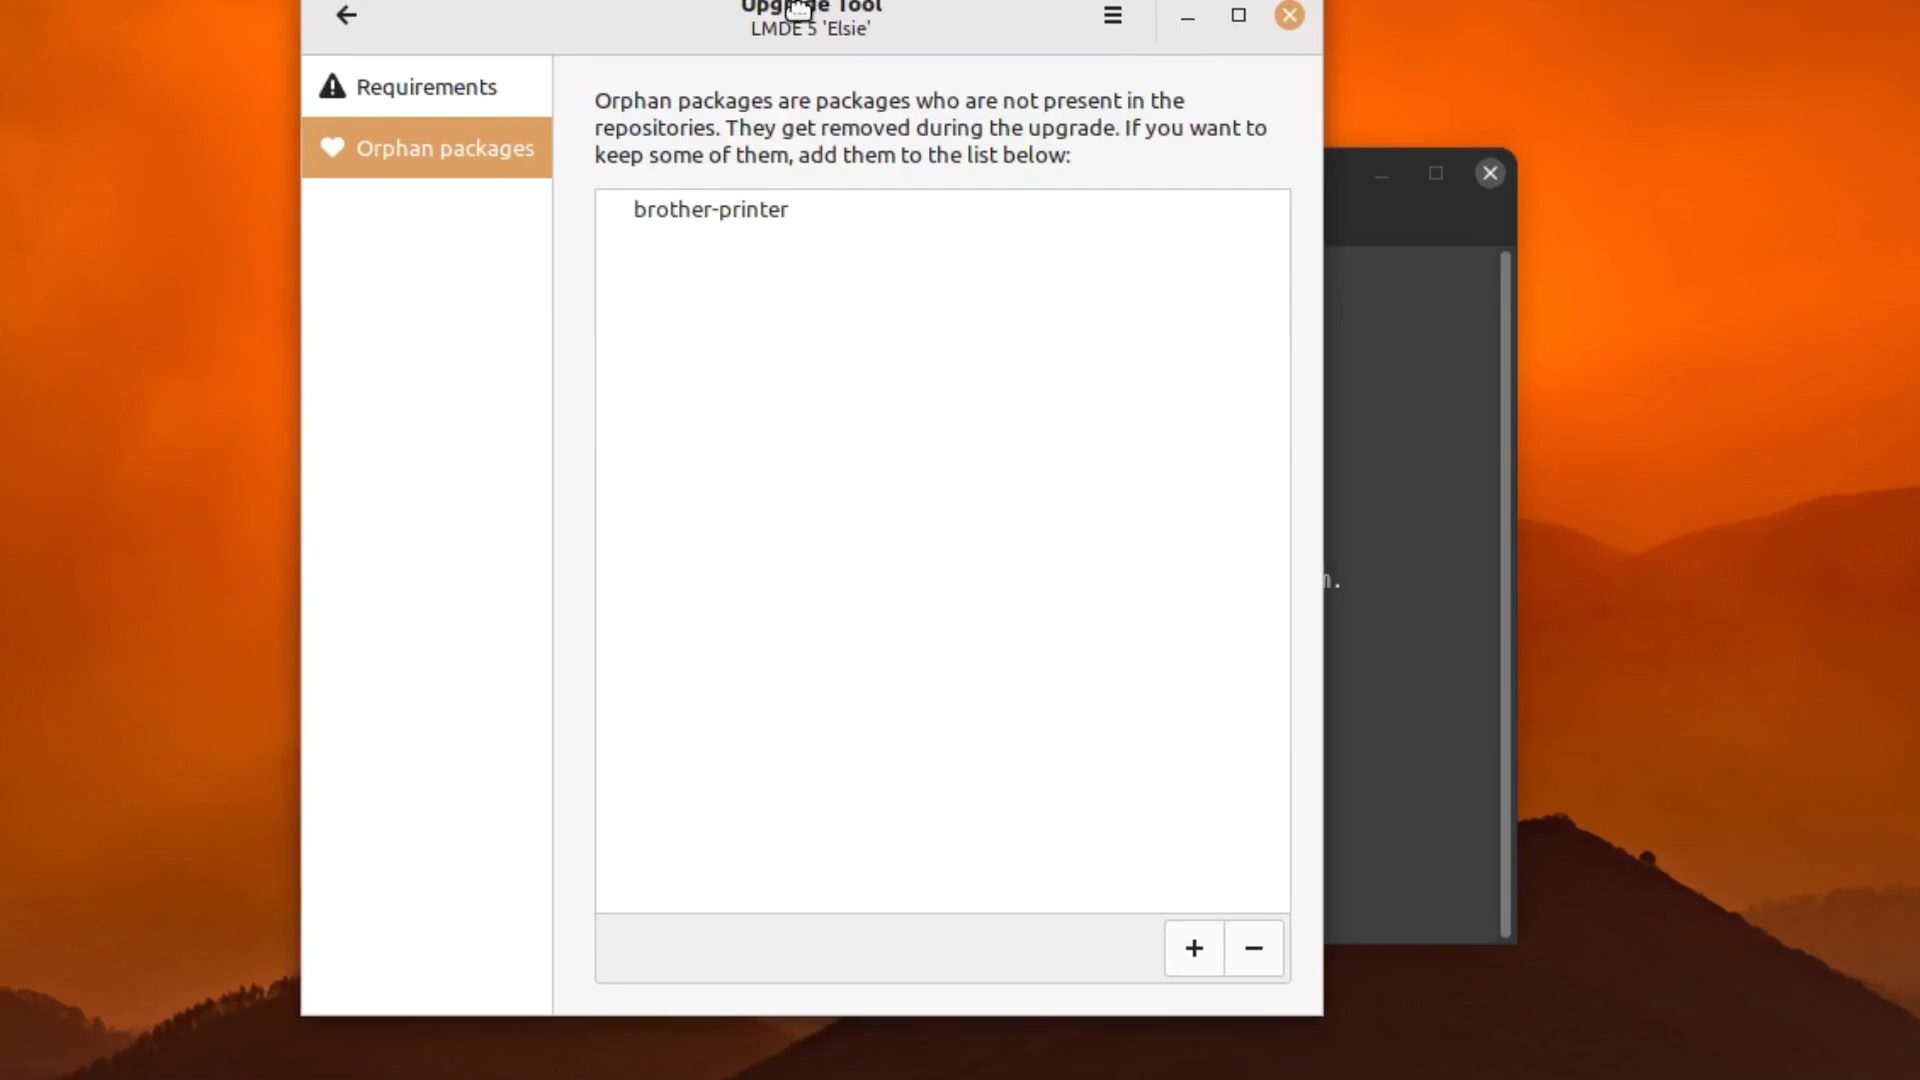 Upgrade Tool
LMDE 5 'Elsie'
Requirements
Orphan packages
Orphan packages are packages who are not present in the
repositories. They get removed during the upgrade. If you want to
keep some of them, add them to the list below:
brother-printer